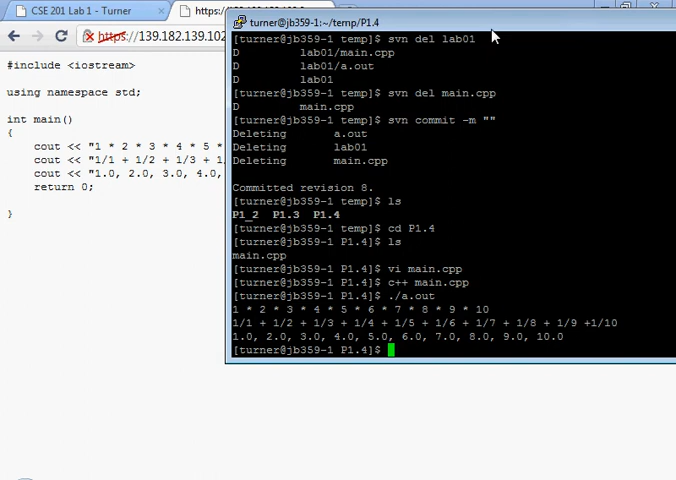 CSE 201 Lab 1 - Turner
https://
https://139.182.139.102
#include <iostream>
using namespace std;
int main()
{
cout << "1 * 2 * 3 * 4 * 5 *
cout << "1/1 + 1/2 + 1/3 + 1/
cout << "1.0, 2.0, 3.0, 4.0,
return 0;
}
turner@jb359-1:~/temp/P1.4
[turner@jb359-1 temp]$ svn del lab01
D lab01/main.cpp
D lab01/a.out
D lab01
[turner@jb359-1 temp]$ svn del main.cpp
D main.cpp
[turner@jb359-1 temp]$ svn commit -m ""
Deleting a.out
Deleting lab01
Deleting main.cpp
Committed revision 8.
[turner@jb359-1 temp]$ ls
P1_2 P1.3 P1.4
[turner@jb359-1 temp]$ cd P1.4
[turner@jb359-1 P1.4]$ ls
main.cpp
[turner@jb359-1 P1.4]$ vi main.cpp
[turner@jb359-1 P1.4]$ c++ main.cpp
[turner@jb359-1 P1.4]$ ./a.out
1 * 2 * 3 * 4 * 5 * 6 * 7 * 8 * 9 * 10
1/1 + 1/2 + 1/3 + 1/4 + 1/5 + 1/6 + 1/7 + 1/8 + 1/9 +1/10
1.0, 2.0, 3.0, 4.0, 5.0, 6.0, 7.0, 8.0, 9.0, 10.0
[turner@jb359-1 P1.4]$